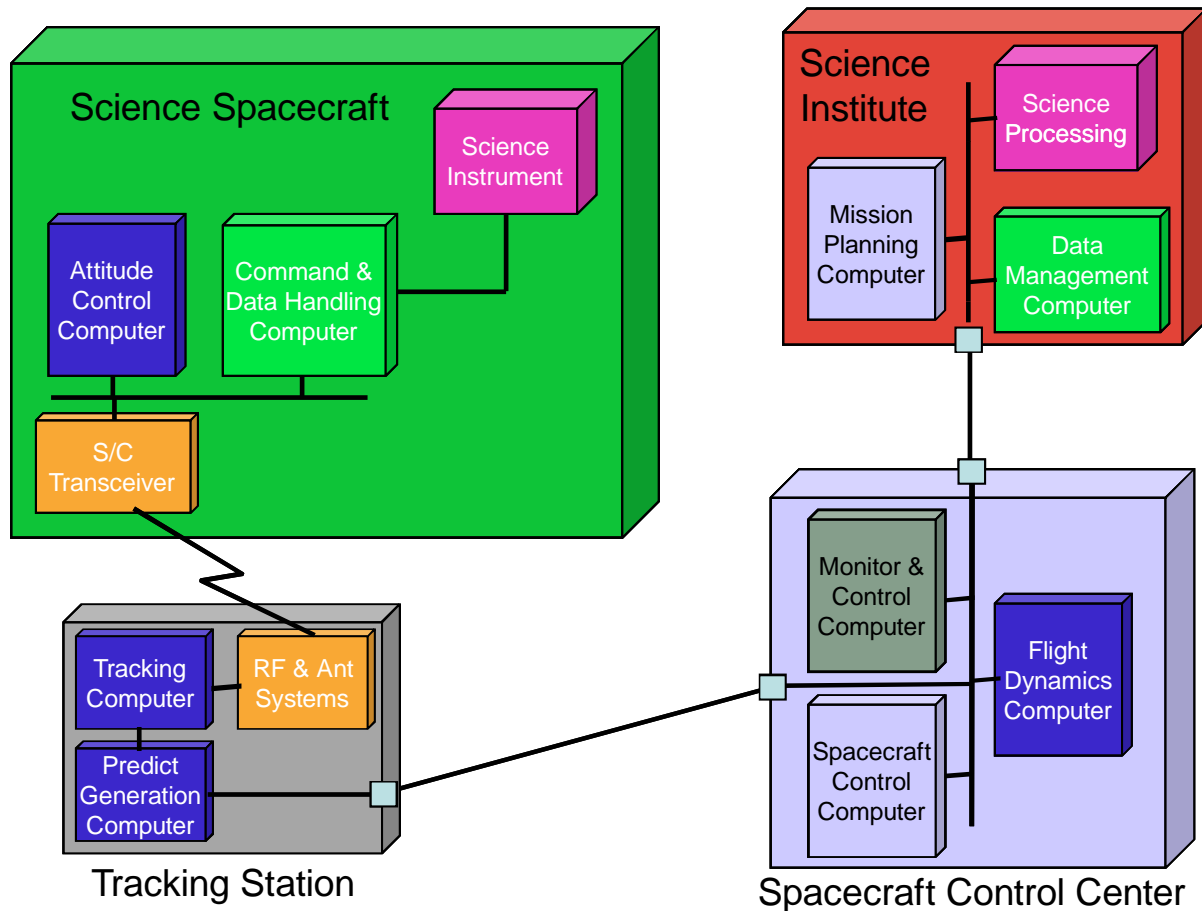 Science Spacecraft
Science
Instrument
Attitude
Control
Computer
Command &
Data Handling
Computer
S/C
Transceiver
Science
Institute
Science
Processing
Mission
Planning
Computer
Data
Management
Computer
Tracking
Computer
RF & Ant
Systems
Predict
Generation
Computer
Tracking Station
Monitor &
Control
Computer
Flight
Dynamics
Computer
Spacecraft
Control
Computer
Spacecraft Control Center